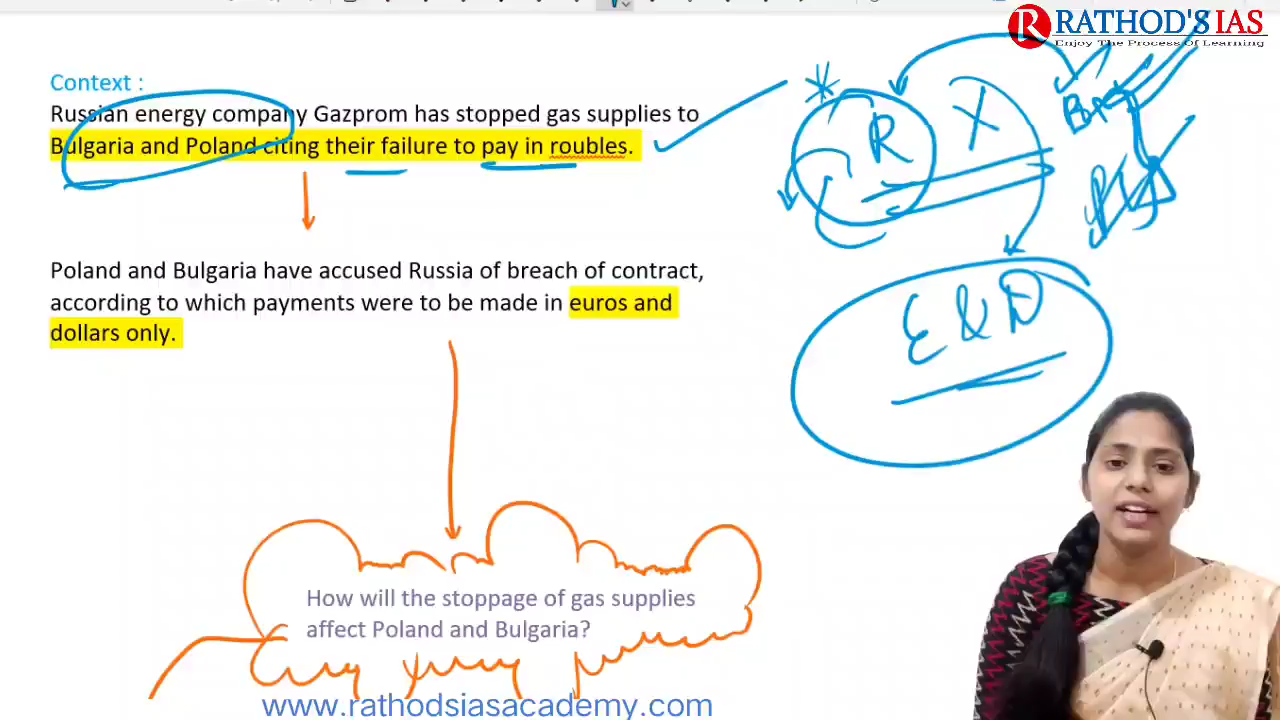 RATHOD'S IAS
Enjoy The Process Of Learning
Context :
Russian energy company Gazprom has stopped gas supplies to
Bulgaria and Poland citing their failure to pay in roubles.
R
X
Poland and Bulgaria have accused Russia of breach of contract,
according to which payments were to be made in euros and
dollars only.
E & D
How will the stoppage of gas supplies
affect Poland and Bulgaria?
www.rathodsiasacademy.com